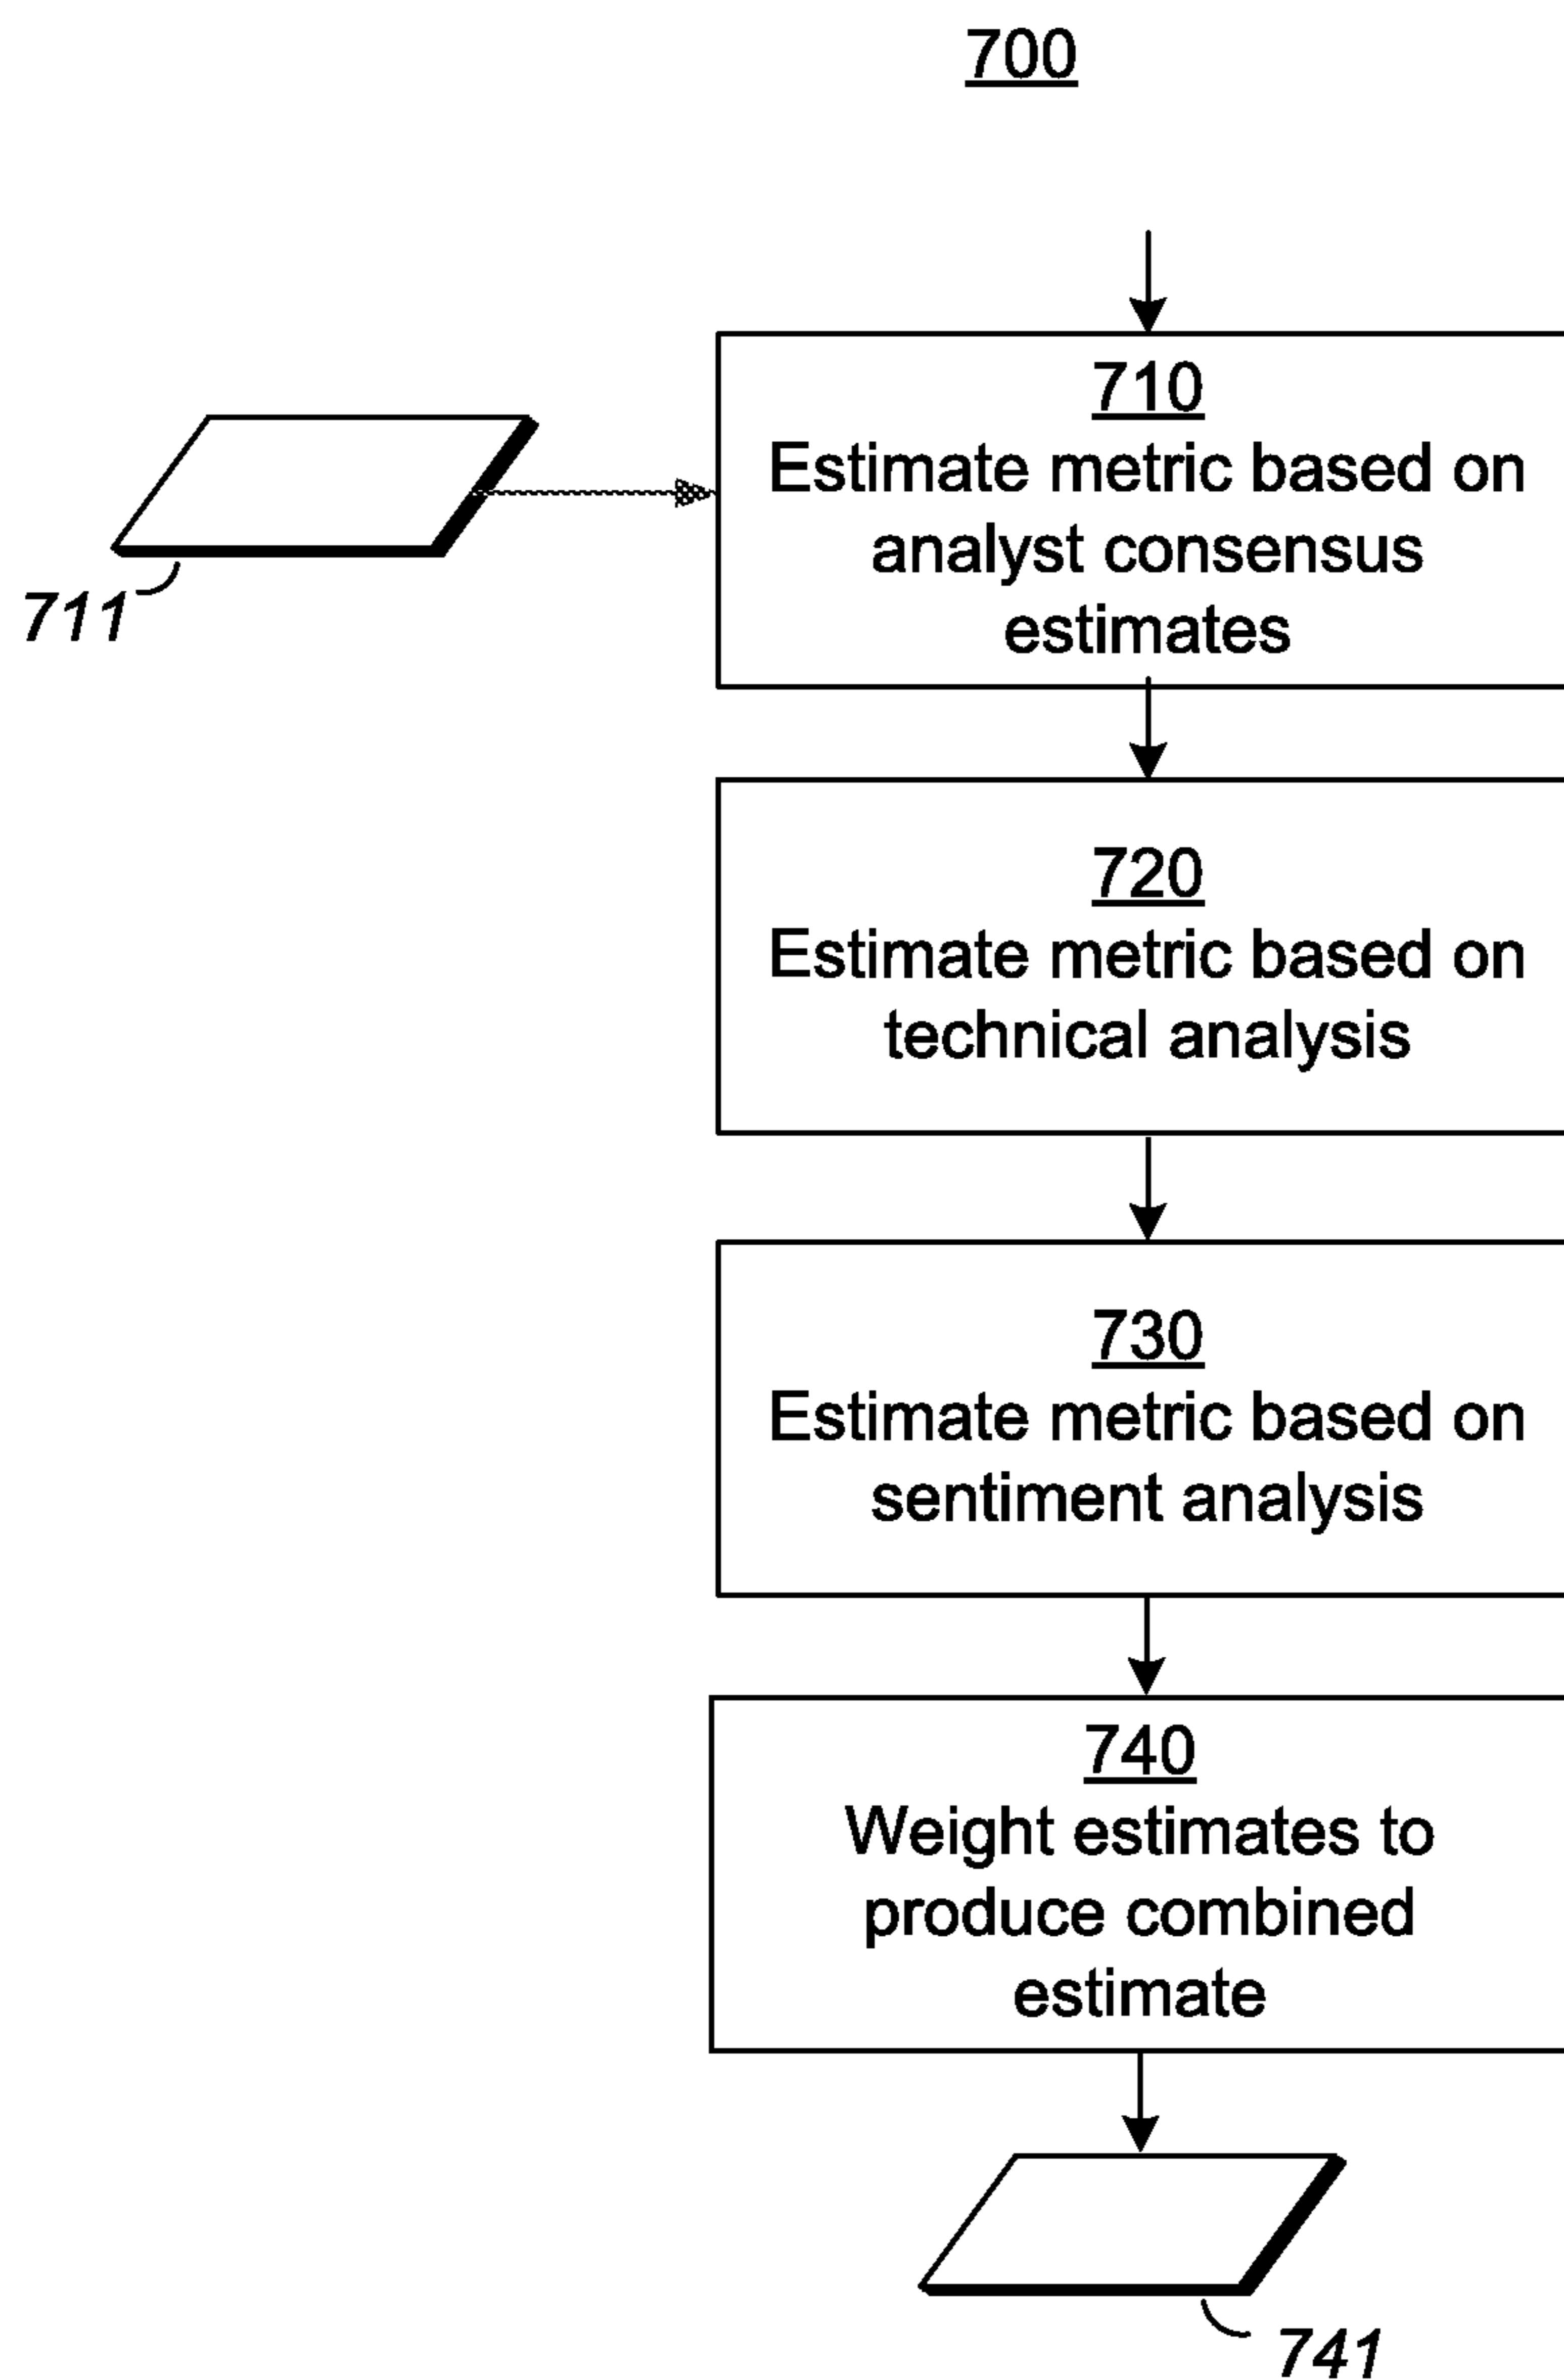 700
710
Estimate metric based on
analyst consensus
estimates
711
720
Estimate metric based on
technical analysis
730
Estimate metric based on
sentiment analysis
740
Weight estimates to
produce combined
estimate
741